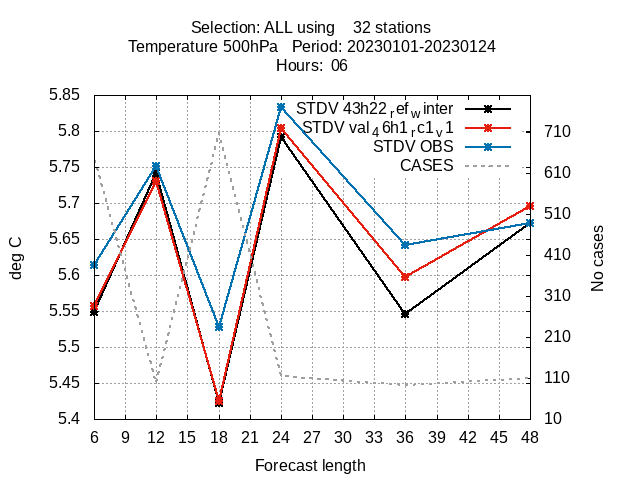 Selection: ALL using    32 stations
Temperature 500hPa   Period: 20230101-20230124
Hours:  06
5.85
5.8
5.75
5.7
5.65
5.6
5.55
5.5
5.45
5.4
deg C
STDV 43h22refwinter
STDV val46h1rc1v1
STDV OBS
CASES
710
610
510
410
310
210
110
10
No cases
6 9 12 15 18 21 24 27 30 33 36 39 42 45 48
Forecast length